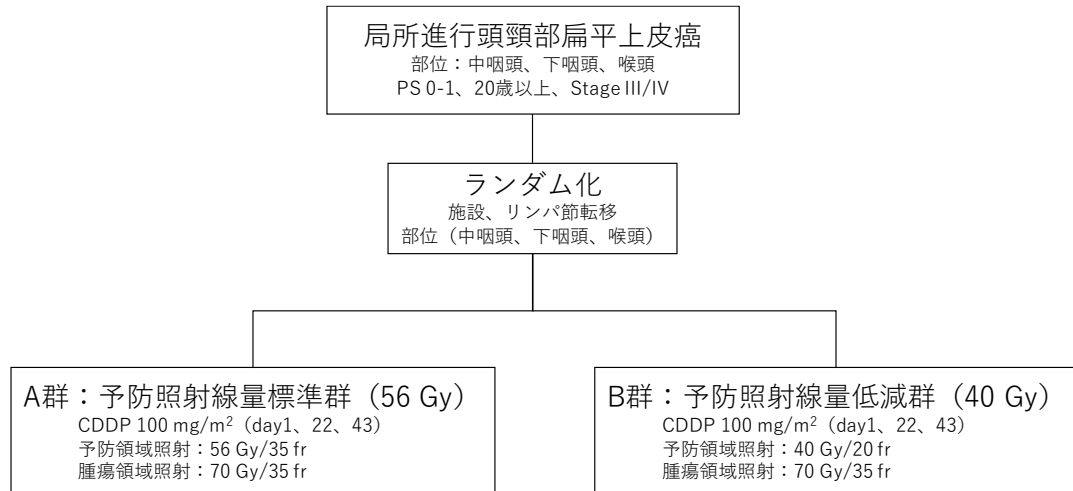 局所進行頭頸部扁平上皮癌
部位：中咽頭、下咽頭、喉頭
PS 0-1、20歳以上、Stage III/IV
ランダム化
施設、リンパ節転移
部位（中咽頭、下咽頭、喉頭）
A群：予防照射線量標準群（56 Gy）
CDDP 100 mg/m²（day1、22、43）
予防領域照射：56 Gy/35 fr
腫瘍領域照射：70 Gy/35 fr
B群：予防照射線量低減群（40 Gy）
CDDP 100 mg/m²（day1、22、43）
予防領域照射：40 Gy/20 fr
腫瘍領域照射：70 Gy/35 fr